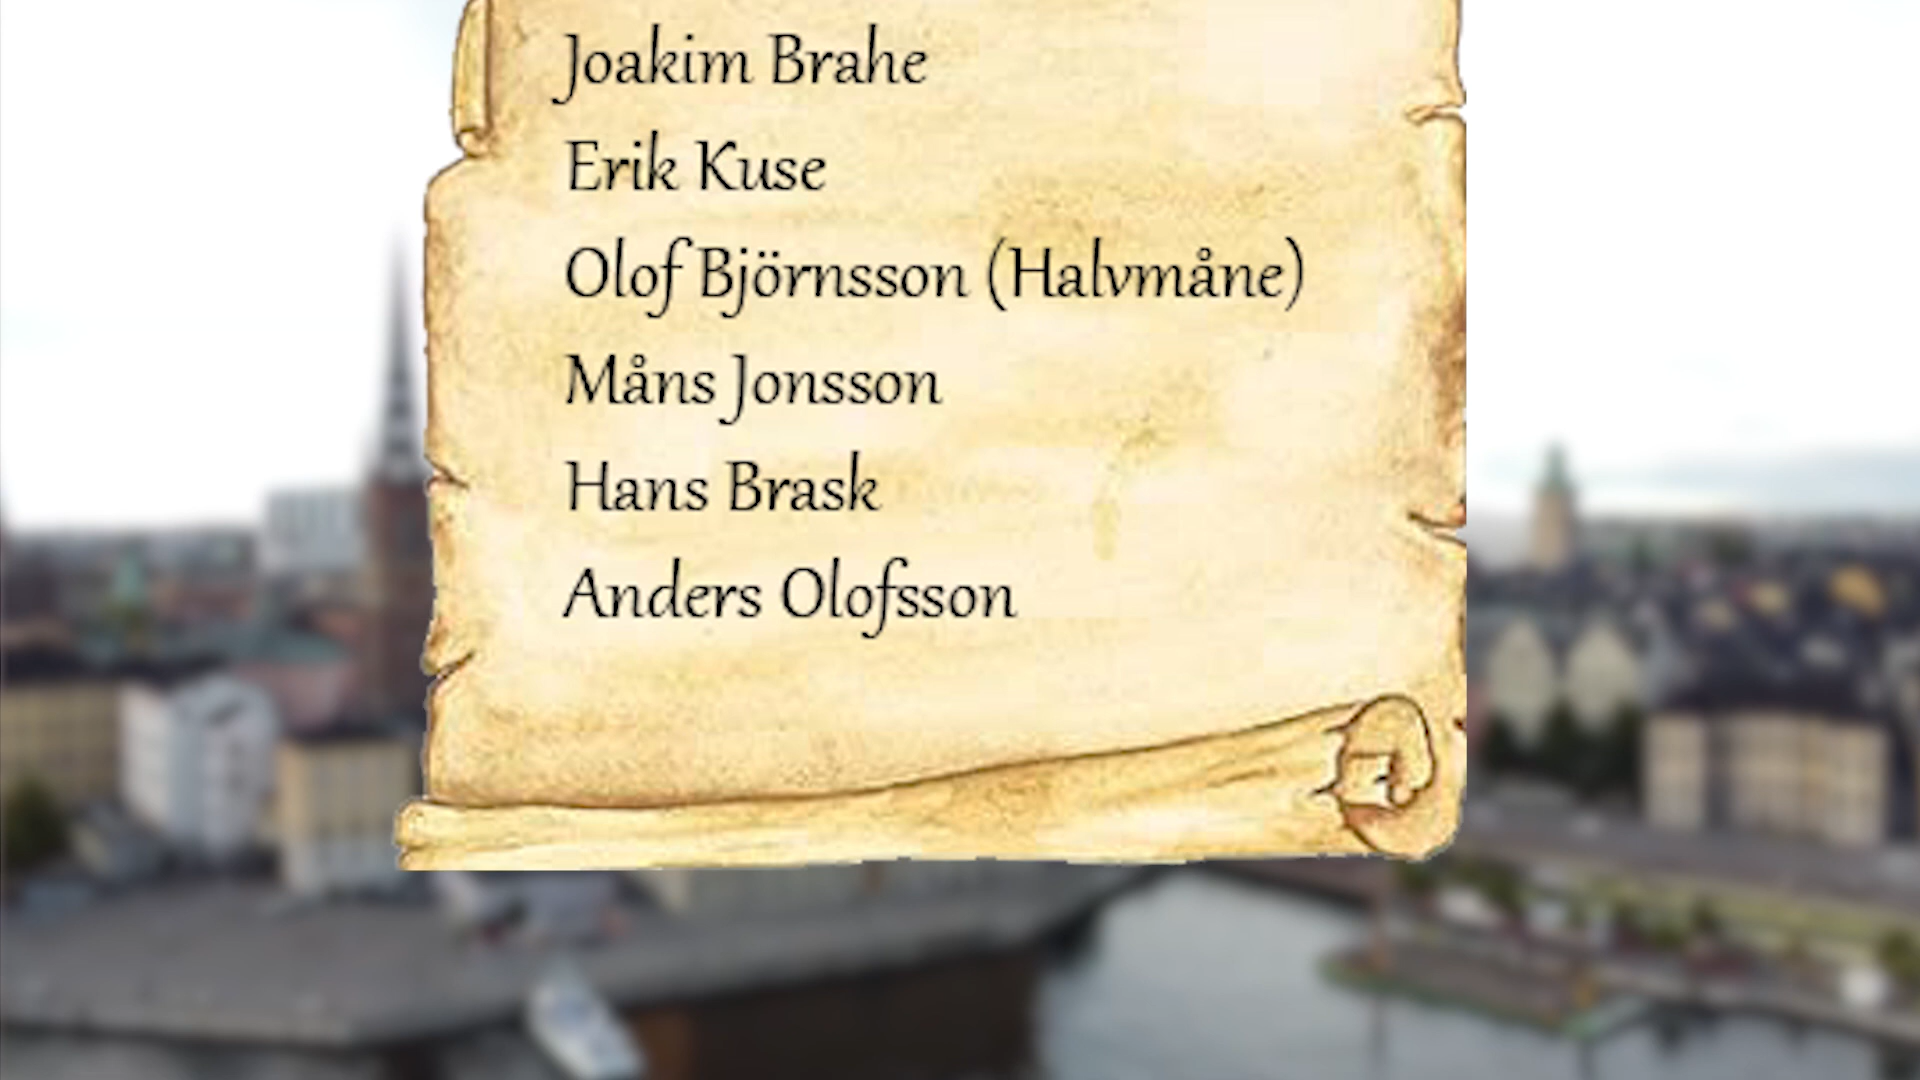 Joakim Brahe
Erik Kuse
Olof Björnsson (Halvmåne)
Måns Jonsson
Hans Brask
Anders Olofsson